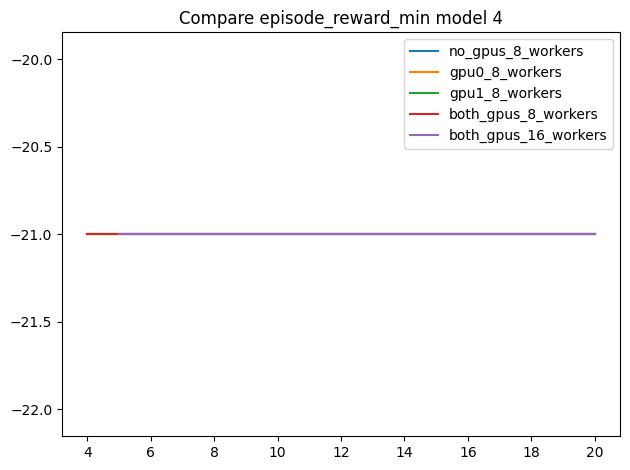 Compare episode_reward_min model 4
no_gpus_8_workers
gpu0_8_workers
gpu1_8_workers
both_gpus_8_workers
both_gpus_16_workers
−20.0
−20.5
−21.0
−21.5
−22.0
4 6 8 10 12 14 16 18 20